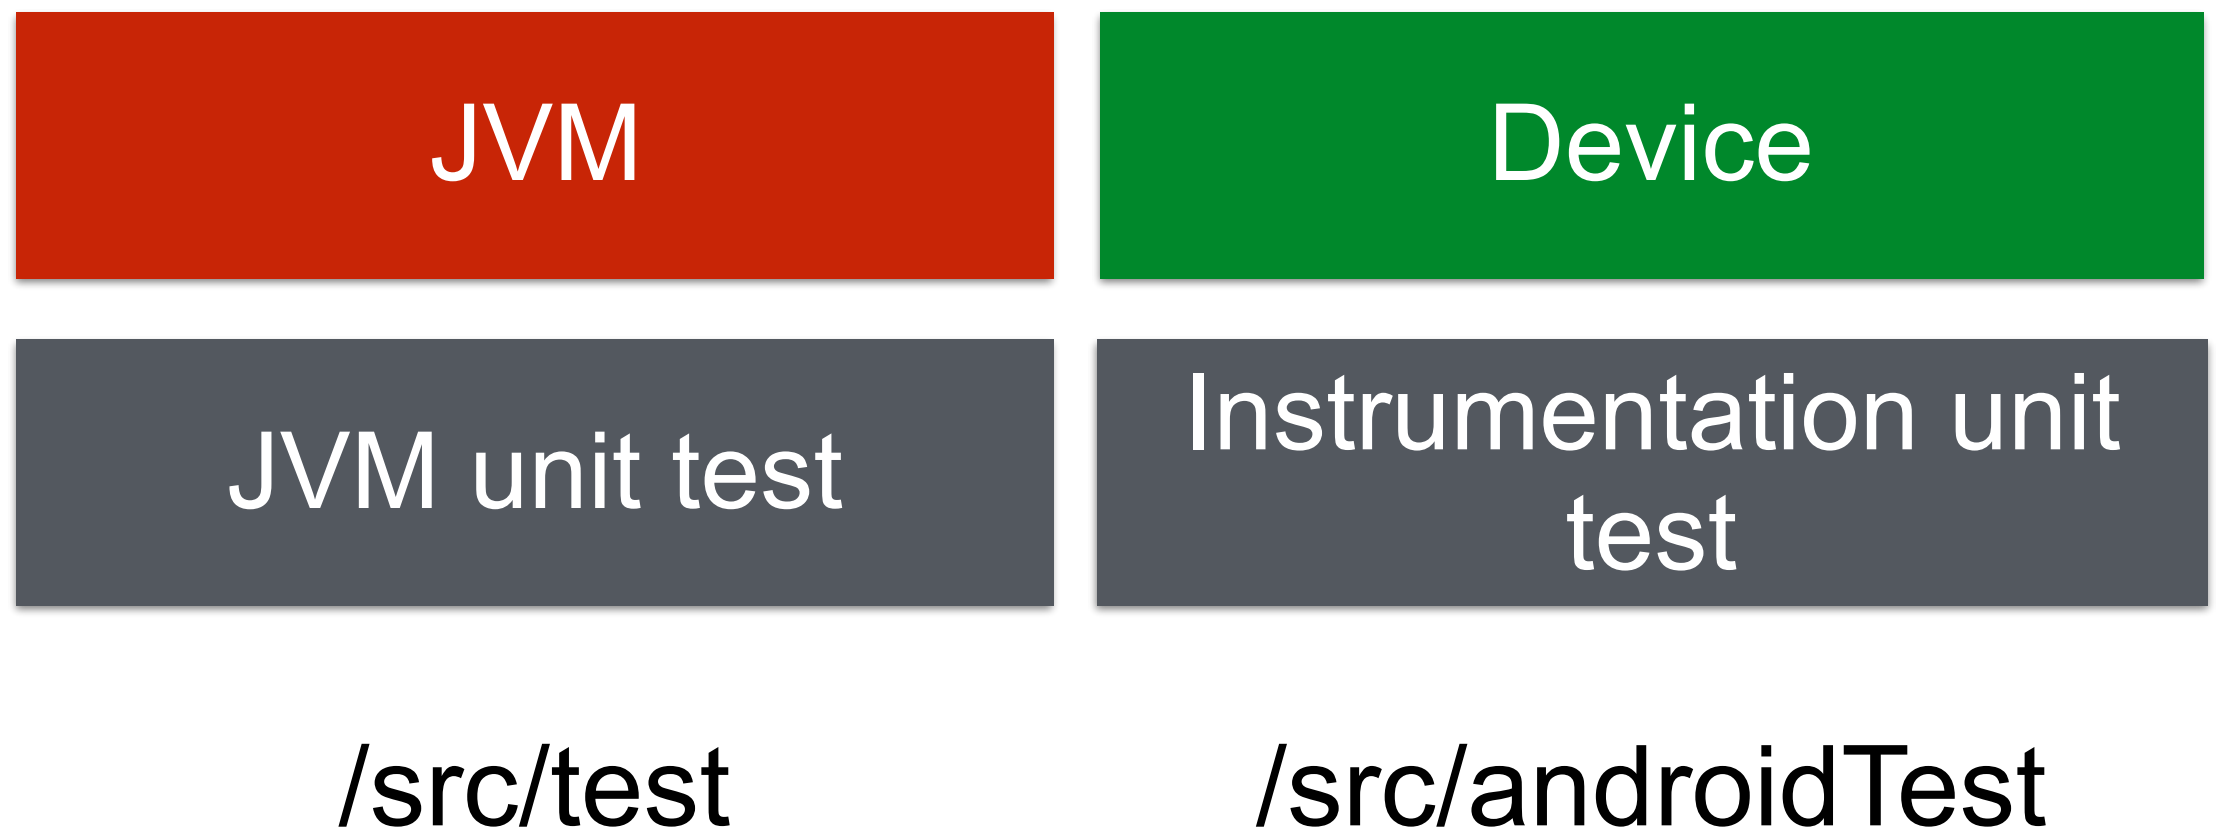 JVM
Device
JVM unit test
Instrumentation unit
test
/src/test
/src/androidTest